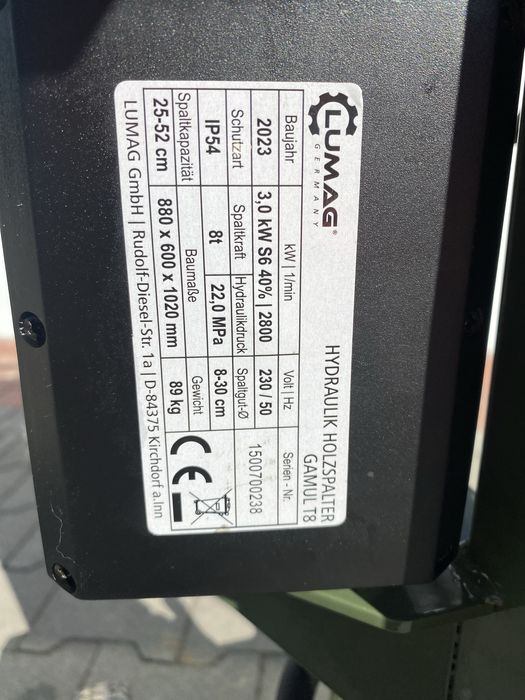 LUMAG®
GERMANY
HYDRAULIK HOLZSPALTER
GAMUL T8
Baujahr kW | 1/min Volt | Hz Serien - Nr.
2023 3,0 kW S6 40% | 2800 230 / 50 1500700238
Schutzart Spaltkraft Hydraulikdruck Spaltgut-Ø
IP54 8t 22,0 MPa 8-30 cm
Spaltkapazität Baumaße Gewicht
25-52 cm 880 x 600 x 1020 mm 89 kg
CE
LUMAG GmbH | Rudolf-Diesel-Str. 1a | D-84375 Kirchdorf a.Inn